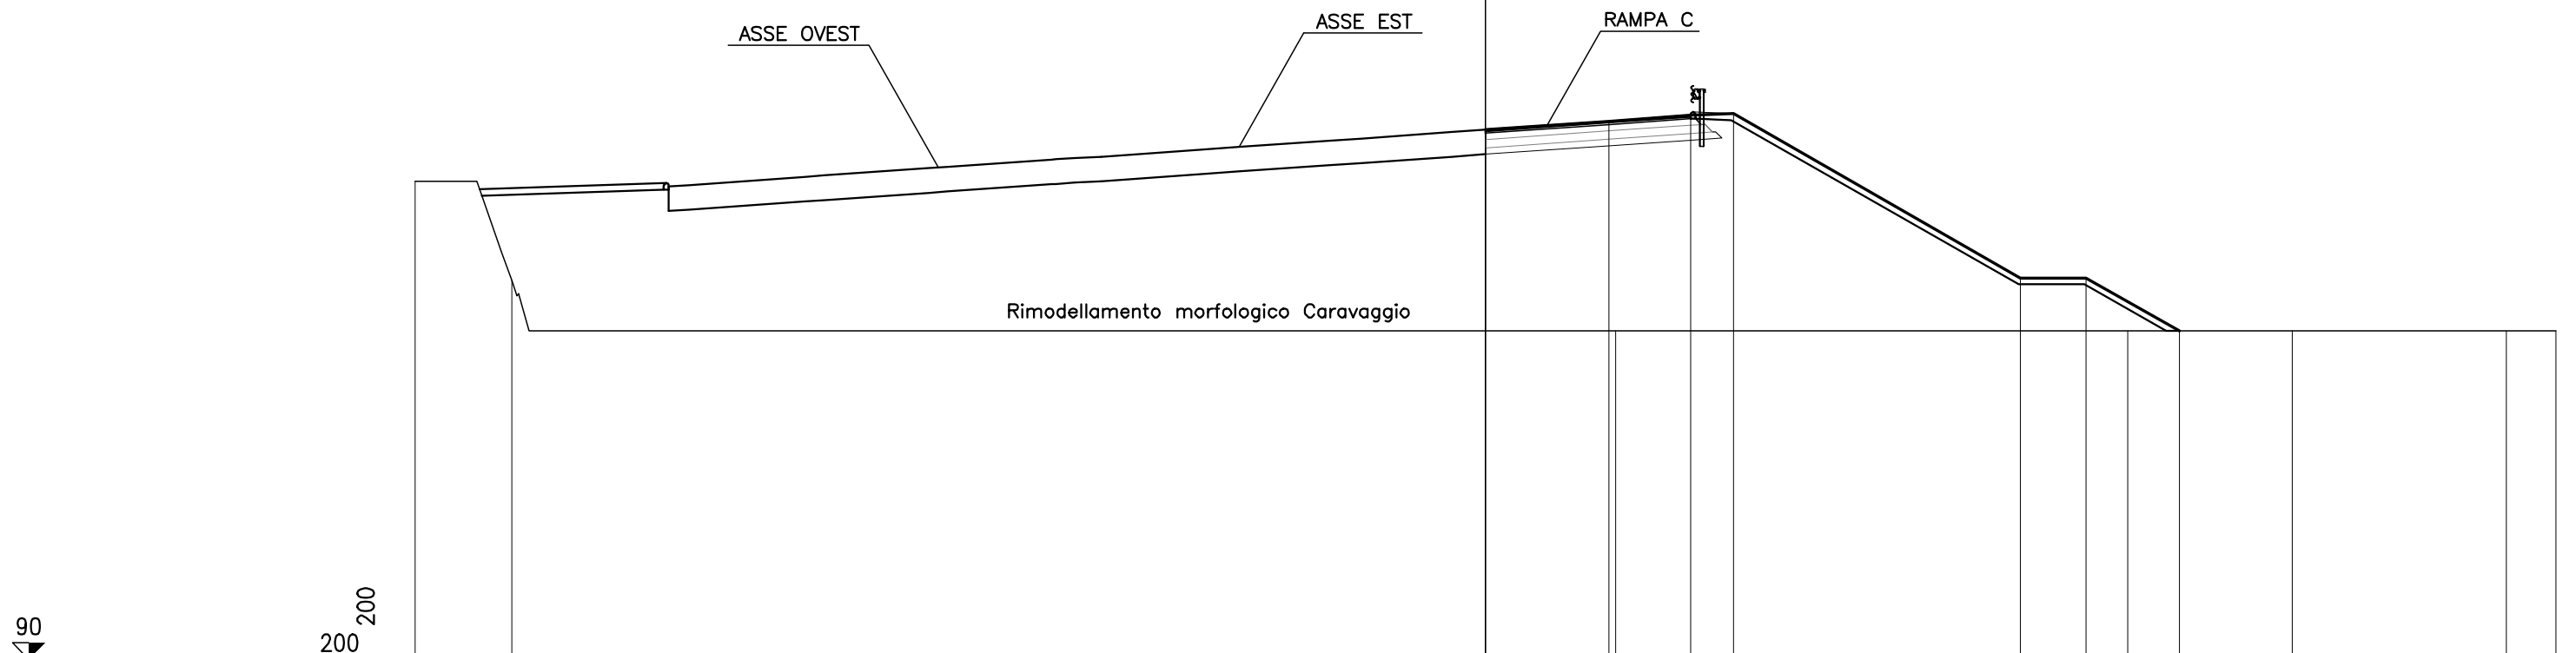 ASSE OVEST
ASSE EST
RAMPA C
Rimodellamento morfologico Caravaggio
200
200
90